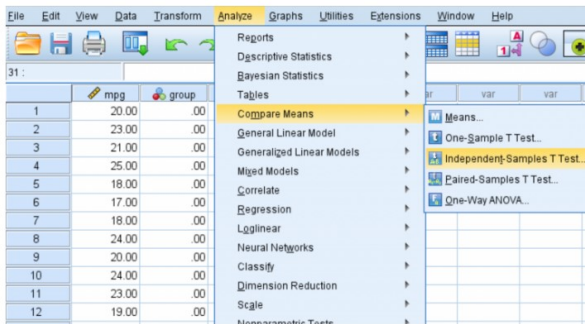 File Edit View Data Transform Analyze Graphs Utilities Extensions Window Help
31 :
Reports
Descriptive Statistics
Bayesian Statistics
Tables
Compare Means
General Linear Model
Generalized Linear Models
Mixed Models
Correlate
Regression
Loglinear
Neural Networks
Classify
Dimension Reduction
Scale
Nonparametric Tests
Means...
One-Sample T Test...
Independent-Samples T Test...
Paired-Samples T Test...
One-Way ANOVA...
mpg group var var var
1 20.00 .00
2 23.00 .00
3 21.00 .00
4 25.00 .00
5 18.00 .00
6 17.00 .00
7 18.00 .00
8 24.00 .00
9 20.00 .00
10 24.00 .00
11 23.00 .00
12 19.00 .00